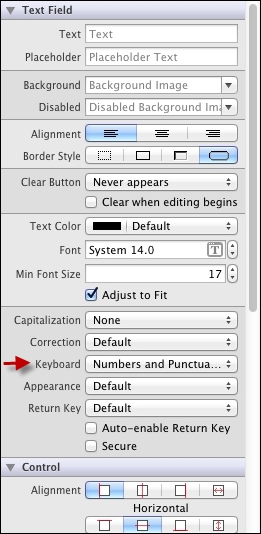 Text Field
Text Text
Placeholder Placeholder Text
Background Background Image
Disabled Disabled Background Ima
Alignment
Border Style
Clear Button Never appears
Clear when editing begins
Text Color Default
Font System 14.0 T
Min Font Size 17
Adjust to Fit
Capitalization None
Correction Default
Keyboard Numbers and Punctua...
Appearance Default
Return Key Default
Auto-enable Return Key
Secure
Control
Alignment
Horizontal